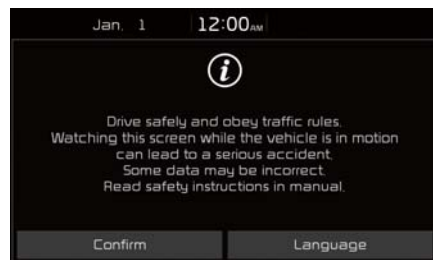 Jan. 1 12:00AM
i
Drive safely and obey traffic rules.
Watching this screen while the vehicle is in motion
can lead to a serious accident.
Some data may be incorrect.
Read safety instructions in manual.
Confirm Language